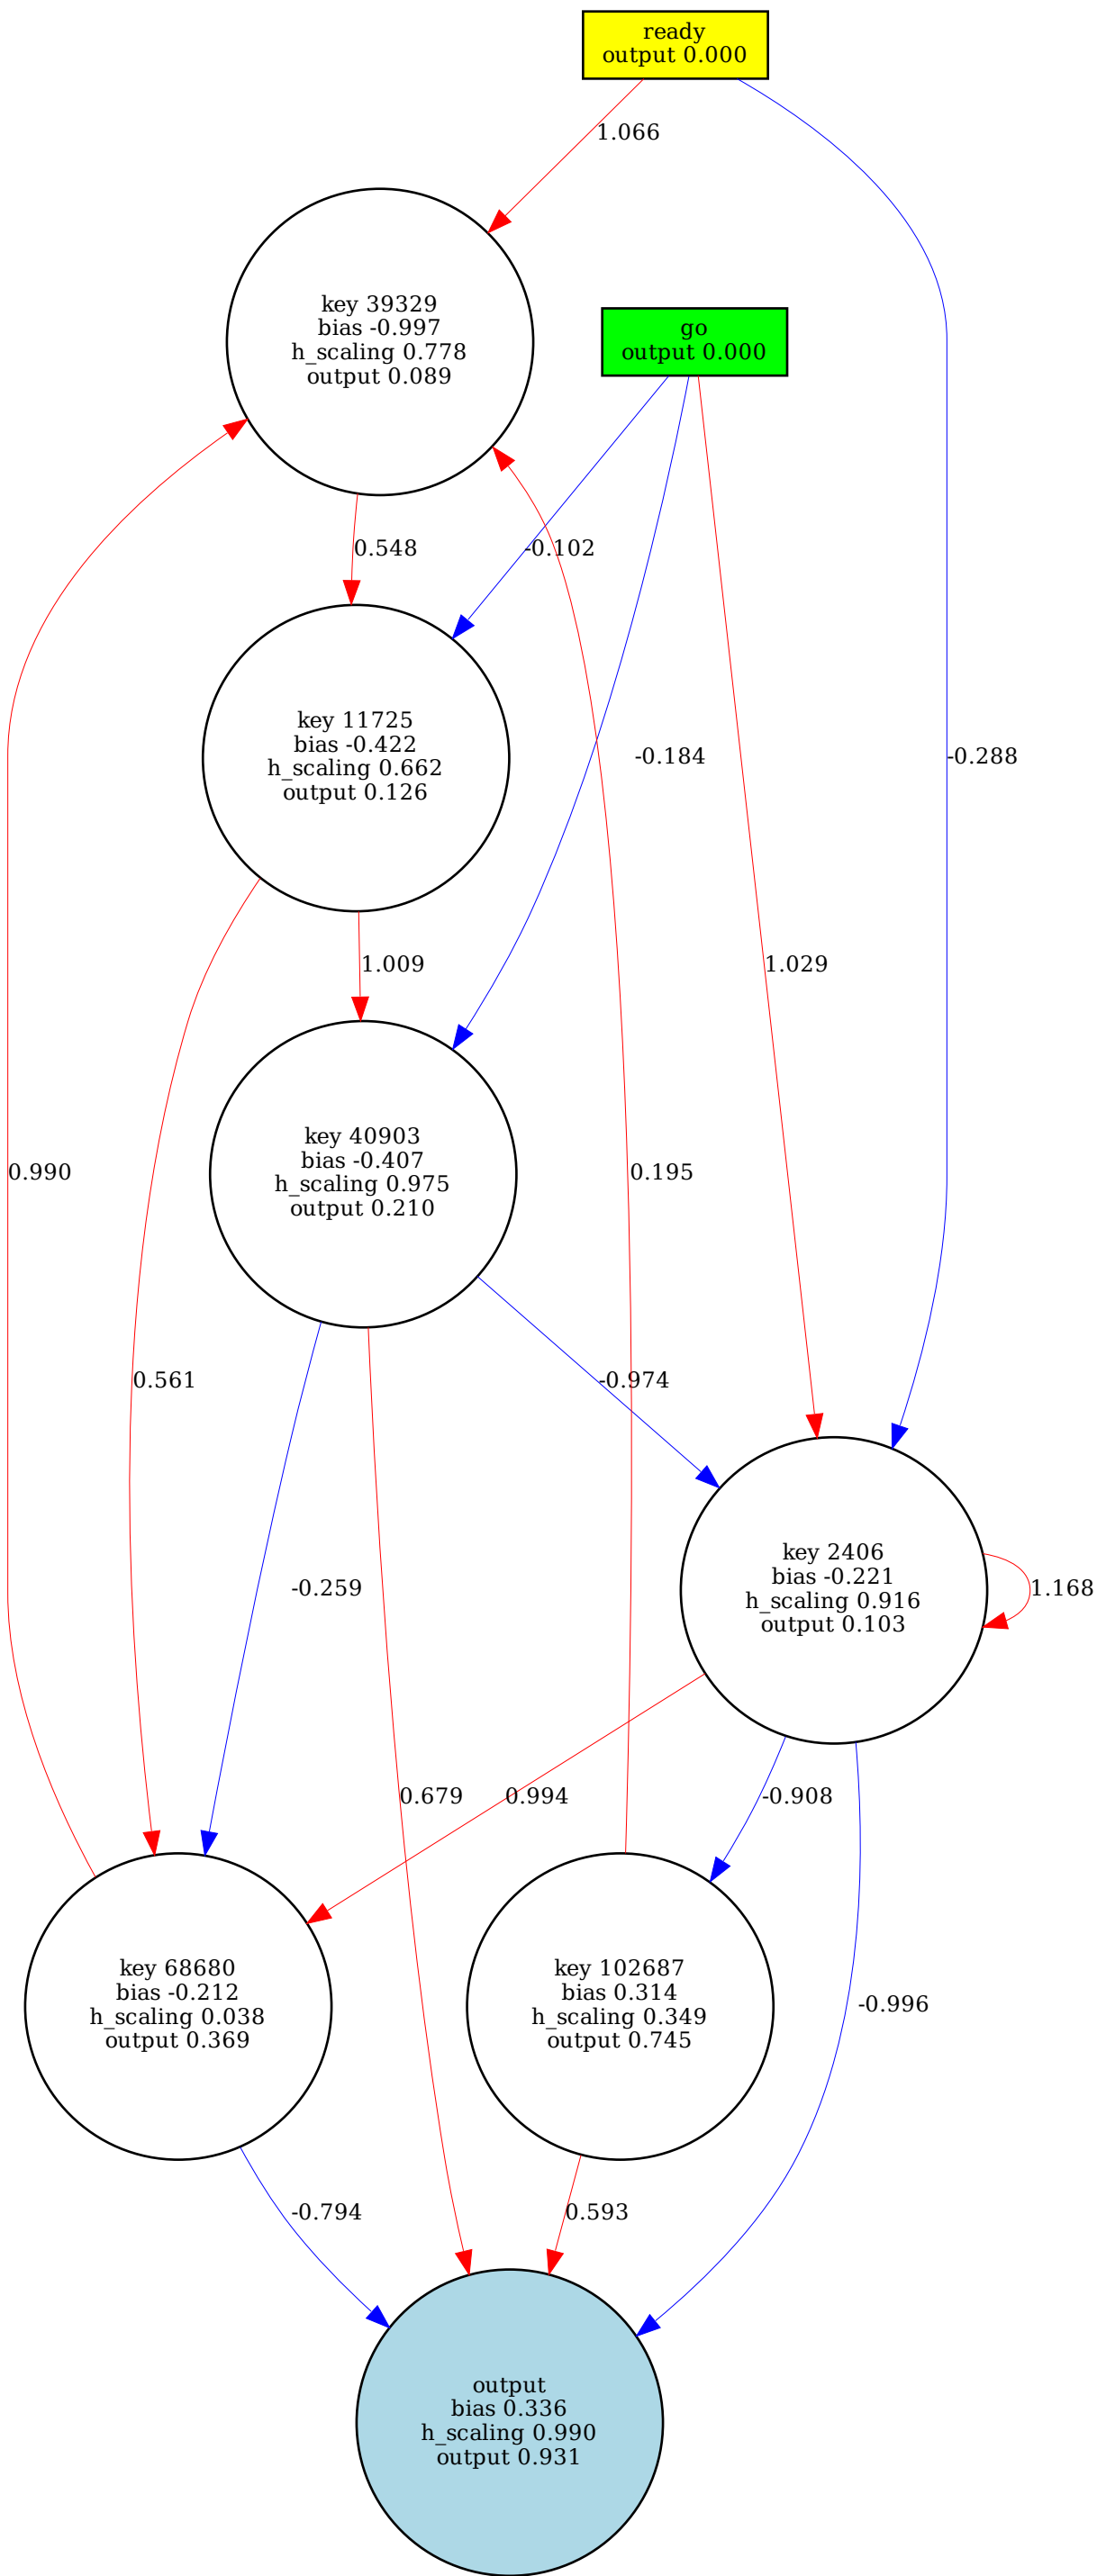 ready
output 0.000
1.066
key 39329
bias -0.997
h_scaling 0.778
output 0.089
go
output 0.000
0.548
-0.102
key 11725
bias -0.422
h_scaling 0.662
output 0.126
-0.184
-0.288
1.009
1.029
key 40903
bias -0.407
h_scaling 0.975
output 0.210
0.990
0.195
0.561
-0.974
key 2406
bias -0.221
h_scaling 0.916
output 0.103
-0.259
1.168
0.679
0.994
-0.908
key 68680
bias -0.212
h_scaling 0.038
output 0.369
key 102687
bias 0.314
h_scaling 0.349
output 0.745
-0.996
-0.794
0.593
output
bias 0.336
h_scaling 0.990
output 0.931